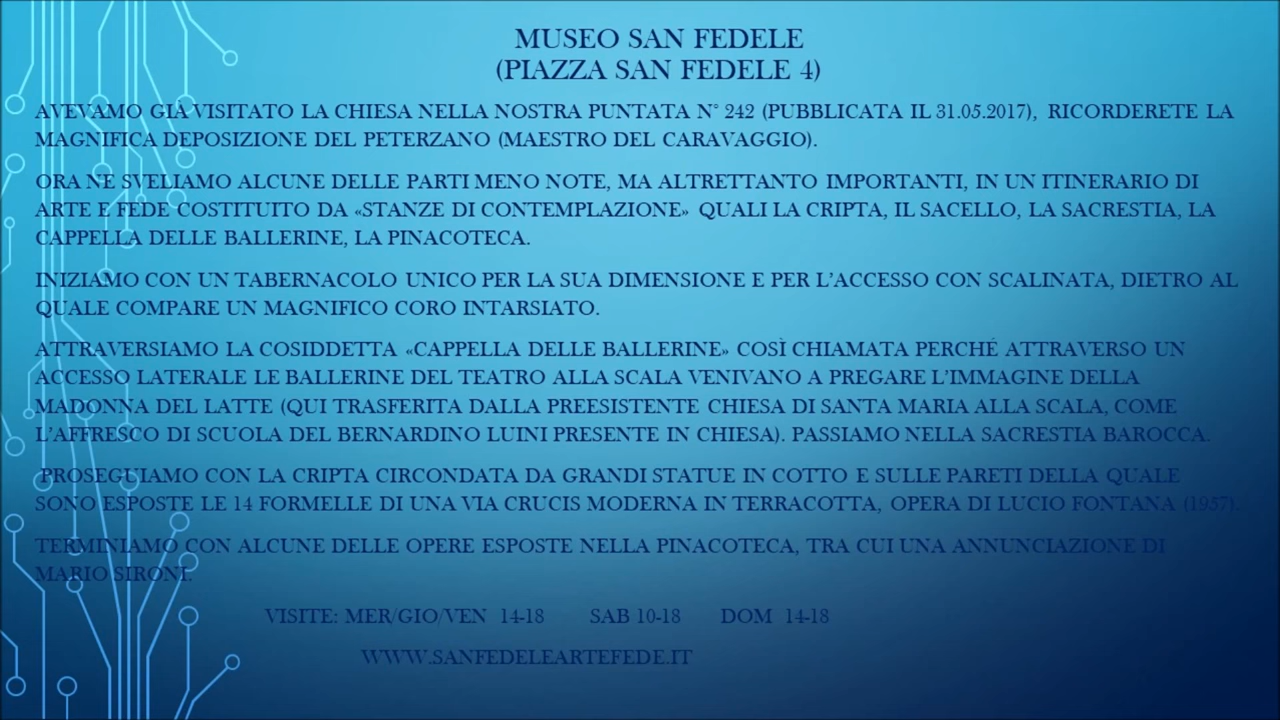 MUSEO SAN FEDELE
(PIAZZA SAN FEDELE 4)
AVEVAMO GIÀ VISITATO LA CHIESA NELLA NOSTRA PUNTATA N° 242 (PUBBLICATA IL 31.05.2017), RICORDERETE LA
MAGNIFICA DEPOSIZIONE DEL PETERZANO (MAESTRO DEL CARAVAGGIO).
ORA NE SVELIAMO ALCUNE DELLE PARTI MENO NOTE, MA ALTRETTANTO IMPORTANTI, IN UN ITINERARIO DI
ARTE E FEDE COSTITUITO DA «STANZE DI CONTEMPLAZIONE» QUALI LA CRIPTA, IL SACELLO, LA SACRESTIA, LA
CAPPELLA DELLE BALLERINE, LA PINACOTECA.
INIZIAMO CON UN TABERNACOLO UNICO PER LA SUA DIMENSIONE E PER L'ACCESSO CON SCALINATA, DIETRO AL
QUALE COMPARE UN MAGNIFICO CORO INTARSIATO.
ATTRAVERSIAMO LA COSIDDETTA «CAPPELLA DELLE BALLERINE» COSÌ CHIAMATA PERCHÉ ATTRAVERSO UN
ACCESSO LATERALE LE BALLERINE DEL TEATRO ALLA SCALA VENIVANO A PREGARE L'IMMAGINE DELLA
MADONNA DEL LATTE (QUI TRASFERITA DALLA PREESISTENTE CHIESA DI SANTA MARIA ALLA SCALA, COME
L'AFFRESCO DI SCUOLA DEL BERNARDINO LUINI PRESENTE IN CHIESA). PASSIAMO NELLA SACRESTIA BAROCCA.
PROSEGUIAMO CON LA CRIPTA CIRCONDATA DA GRANDI STATUE IN COTTO E SULLE PARETI DELLA QUALE
SONO ESPOSTE LE 14 FORMELLE DI UNA VIA CRUCIS MODERNA IN TERRACOTTA, OPERA DI LUCIO FONTANA (1957).
TERMINIAMO CON ALCUNE DELLE OPERE ESPOSTE NELLA PINACOTECA, TRA CUI UNA ANNUNCIAZIONE DI
MARIO SIRONI.
VISITE: MER/GIO/VEN 14-18 SAB 10-18 DOM 14-18
WWW.SANFEDELEARTEFEDE.IT